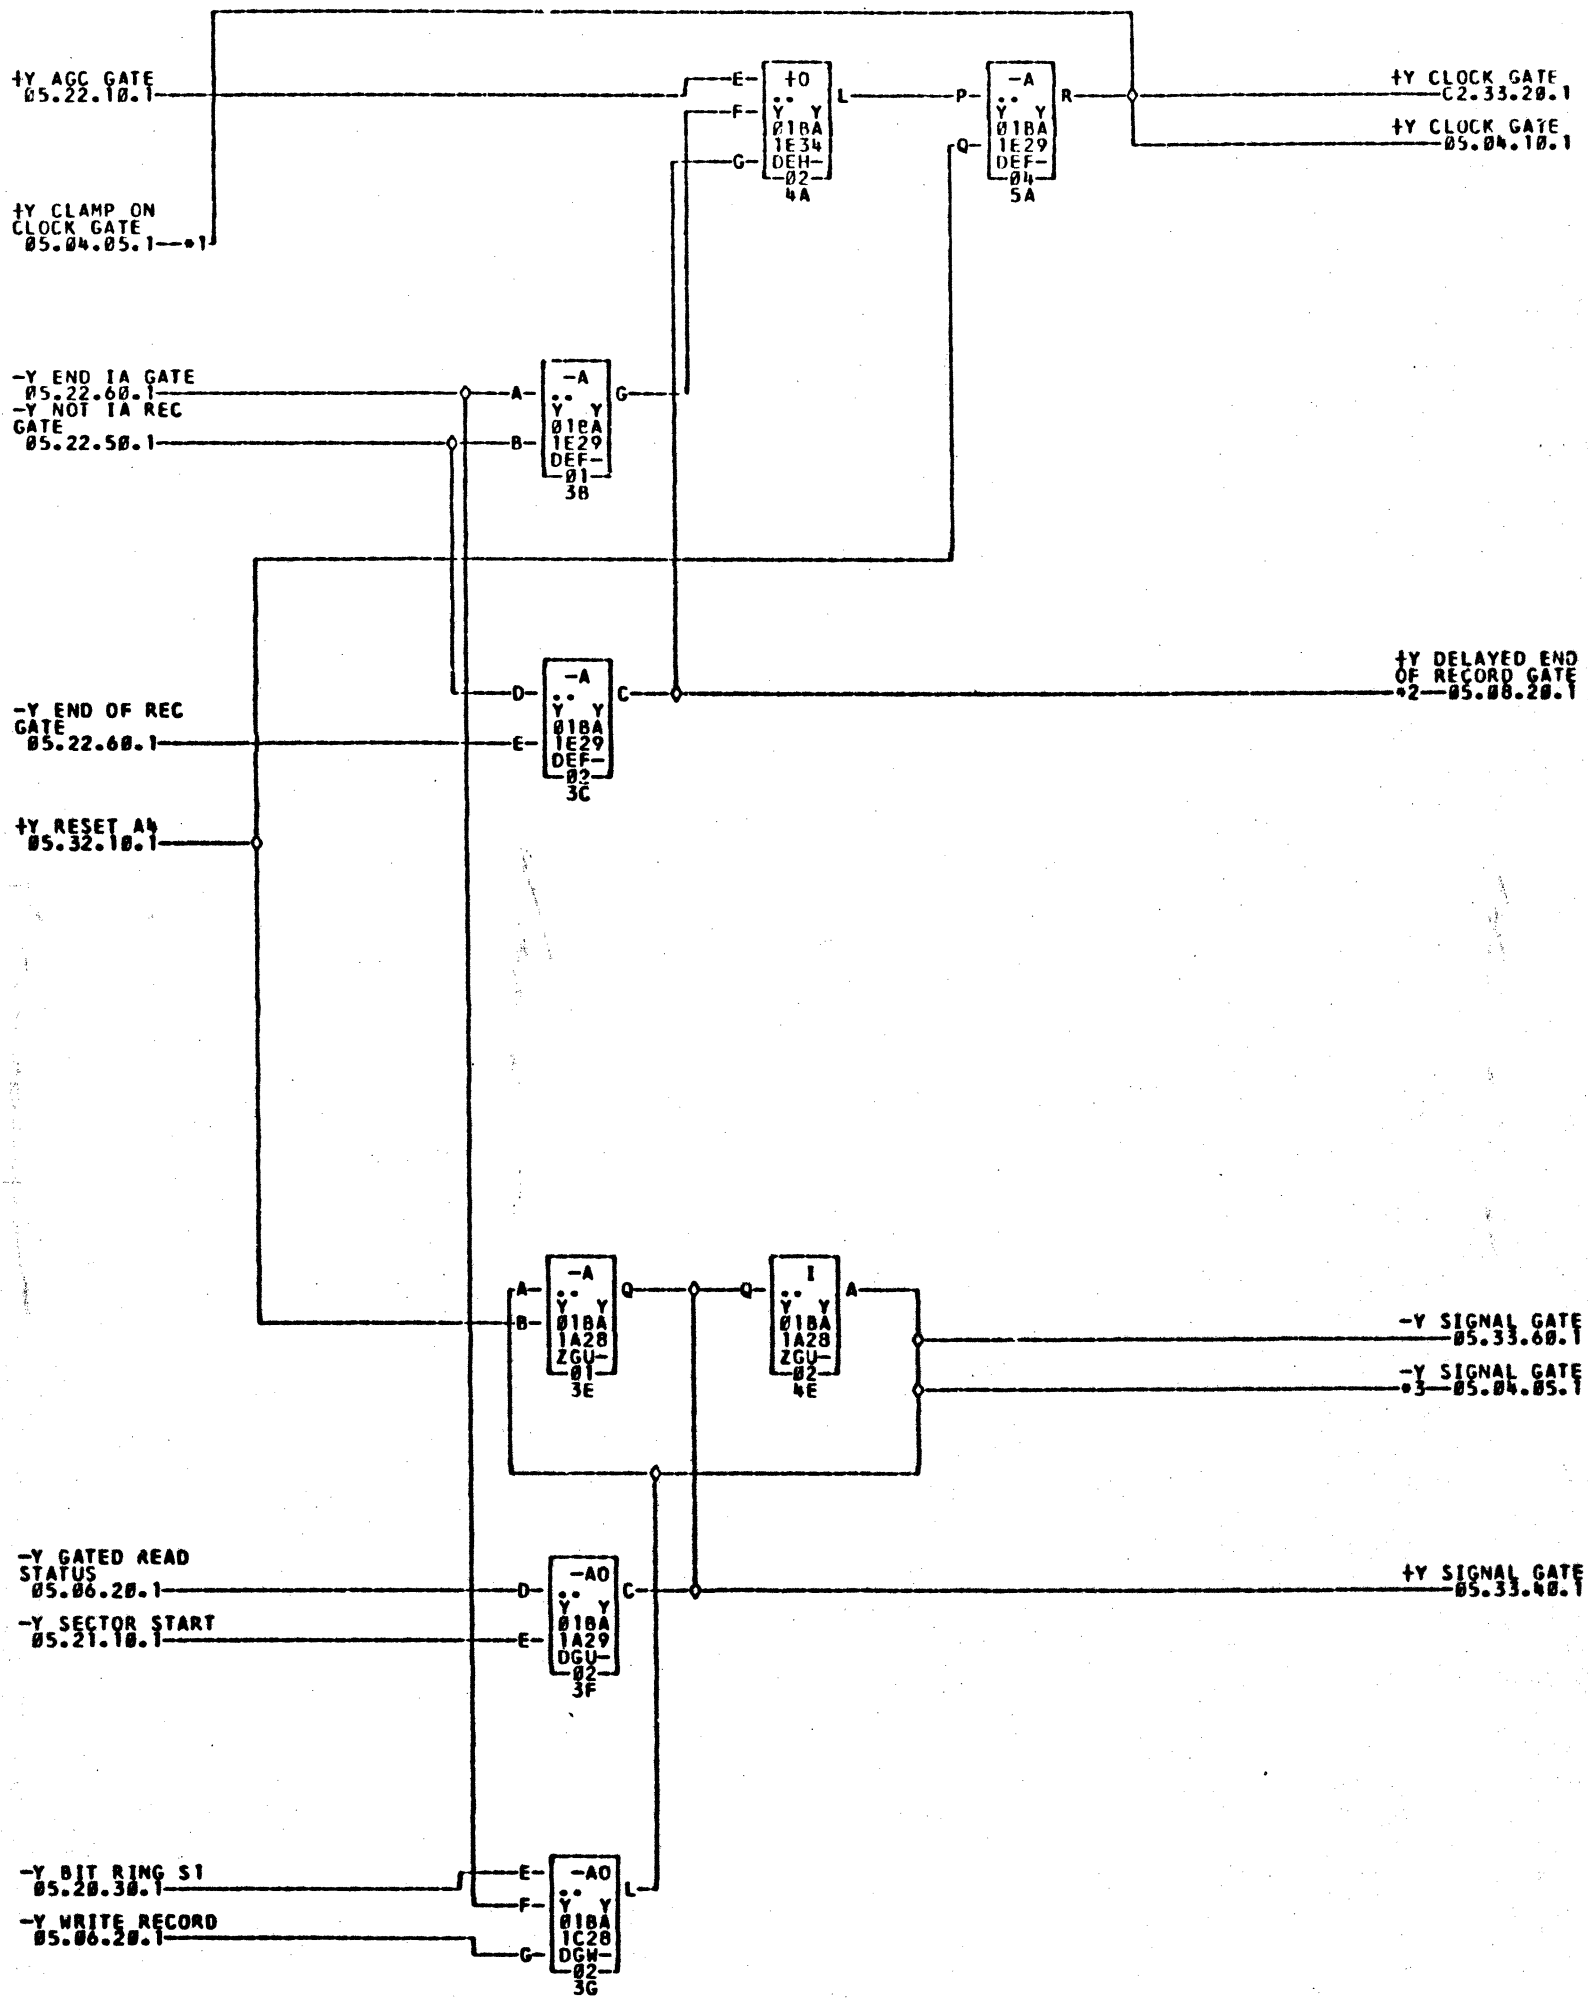 +Y AGC GATE
05.22.10.1
E-
F-
G-
+O
..
Y Y
01BA
1E34
DEH-
02
4A
L
P-
Q-
-A
..
Y Y
01BA
1E29
DEF-
04
5A
R
+Y CLOCK GATE
C2.33.20.1
+Y CLOCK GATE
05.04.10.1
+Y CLAMP ON
CLOCK GATE
05.04.05.1--*1
-Y END IA GATE
05.22.60.1
-Y NOT IA REC
GATE
05.22.50.1
A-
B-
-A
..
Y Y
01BA
1E29
DEF-
01
3B
G
-Y END OF REC
GATE
05.22.60.1
D-
E-
-A
..
Y Y
01BA
1E29
DEF-
02
3C
C
+Y DELAYED END
OF RECORD GATE
*2-05.08.20.1
+Y RESET A4
05.32.10.1
A-
B-
-A
..
Y Y
01BA
1A28
ZGU-
01
3E
Q
Q-
I
..
Y Y
01BA
1A28
ZGU-
02
4E
A
-Y SIGNAL GATE
05.33.60.1
-Y SIGNAL GATE
*3-05.04.05.1
-Y GATED READ
STATUS
05.06.20.1
-Y SECTOR START
05.21.10.1
D-
E-
-AO
..
Y Y
01BA
1A29
DGU-
02
3F
C
+Y SIGNAL GATE
05.33.40.1
-Y BIT RING S1
05.20.30.1
-Y WRITE RECORD
05.06.20.1
E-
F-
G-
-AO
..
Y Y
01BA
1C28
DGW-
02
3G
L